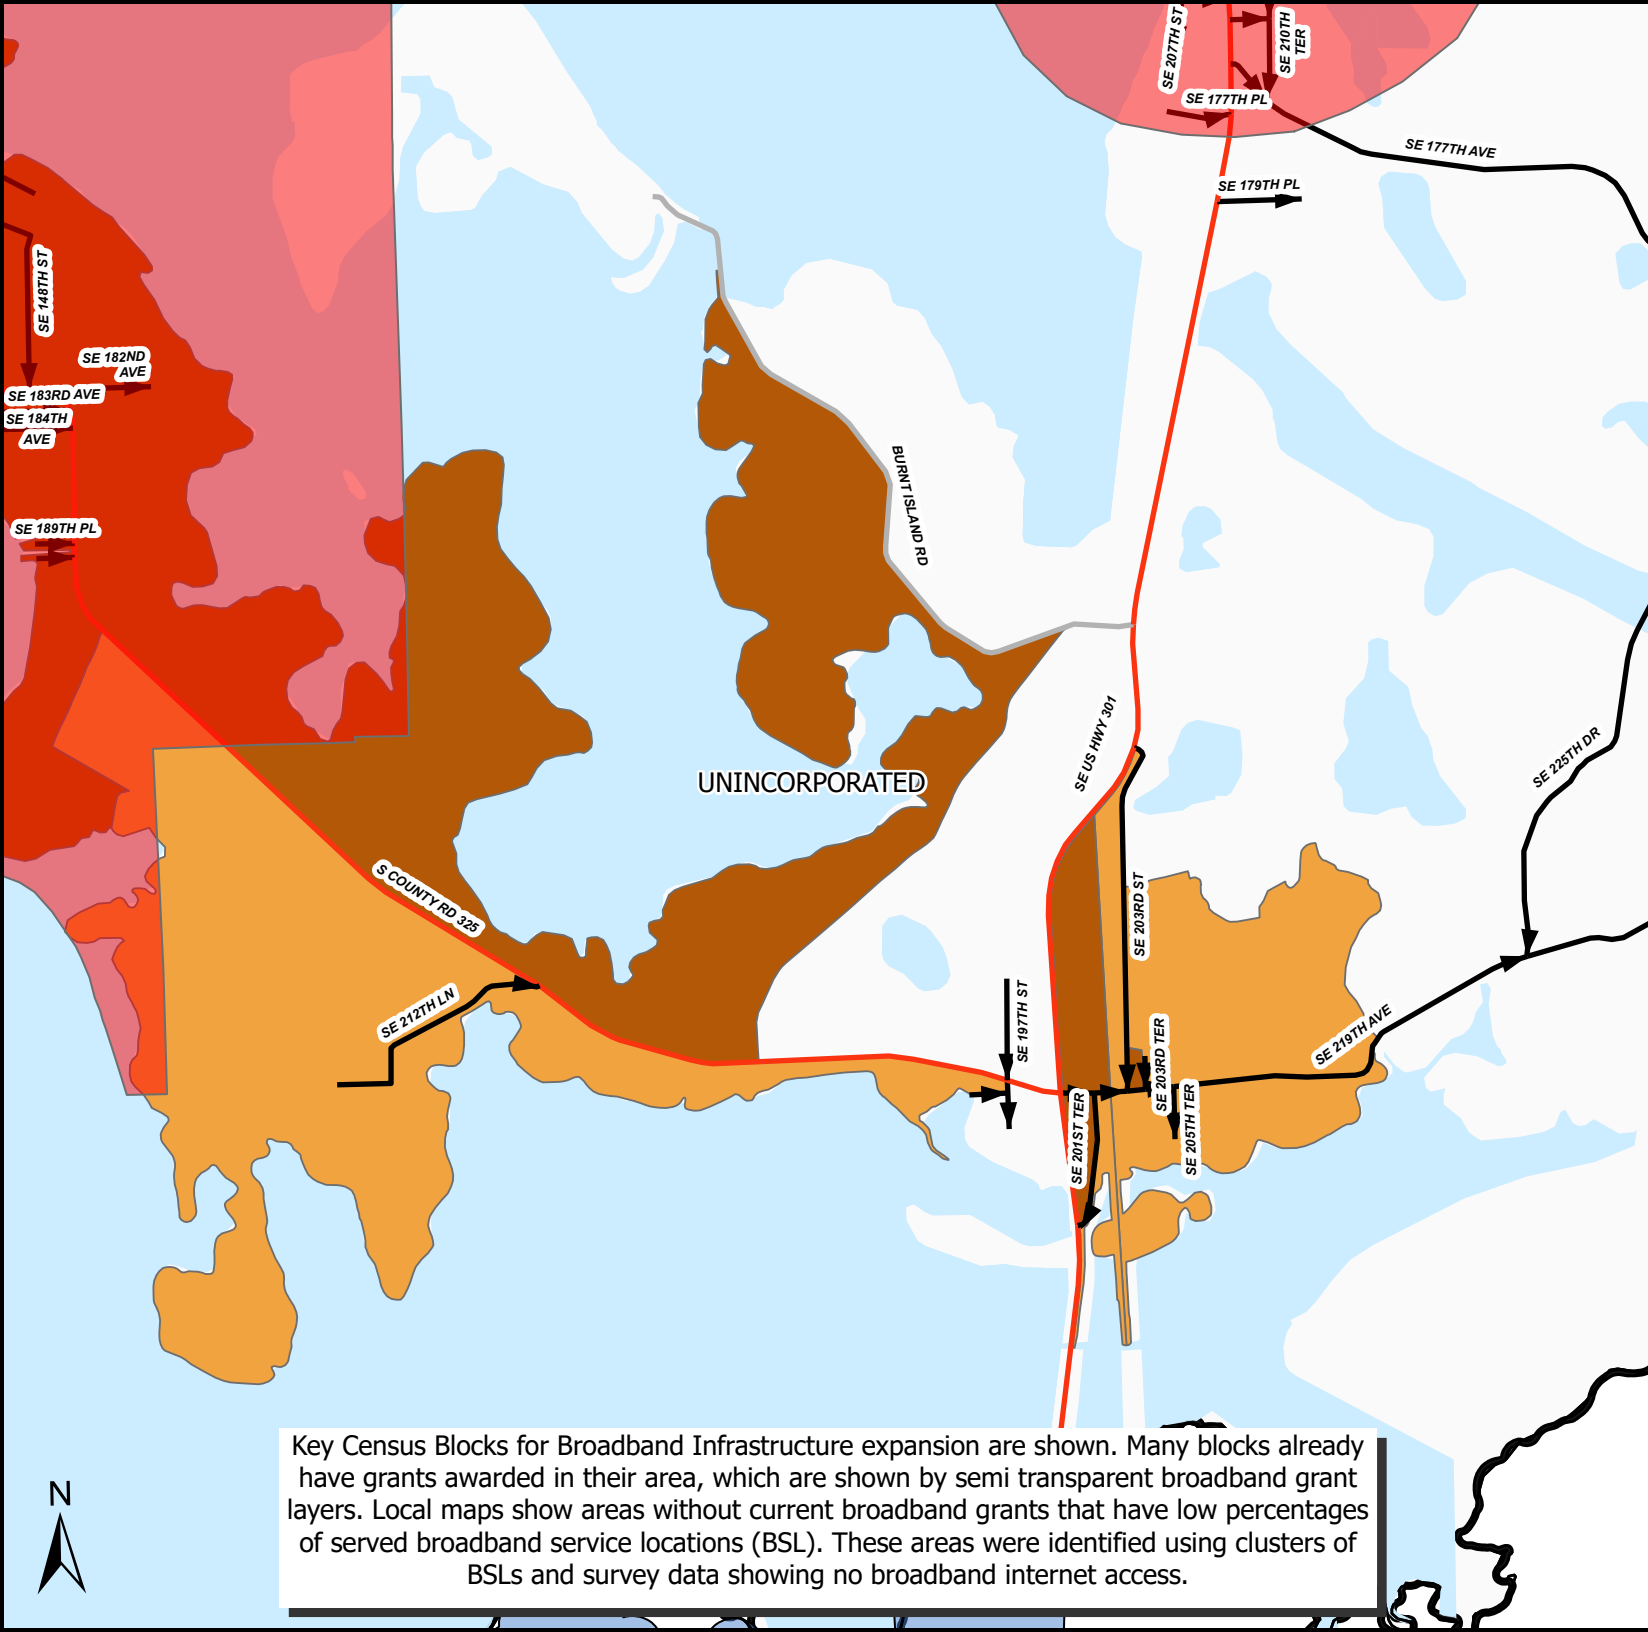 SE 207TH ST
SE 210TH
TER
SE 177TH PL
SE 177TH AVE
SE 179TH PL
SE 148TH ST
SE 182ND
AVE
SE 183RD AVE
SE 184TH
AVE
BURNT ISLAND RD
SE 189TH PL
SE US HWY 301
SE 225TH DR
UNINCORPORATED
S COUNTY RD 325
SE 203RD ST
SE 212TH LN
SE 197TH ST
SE 219TH AVE
SE 203RD TER
SE 201ST TER
SE 205TH TER
Key Census Blocks for Broadband Infrastructure expansion are shown. Many blocks already
have grants awarded in their area, which are shown by semi transparent broadband grant
layers. Local maps show areas without current broadband grants that have low percentages
of served broadband service locations (BSL). These areas were identified using clusters of
BSLs and survey data showing no broadband internet access.
N